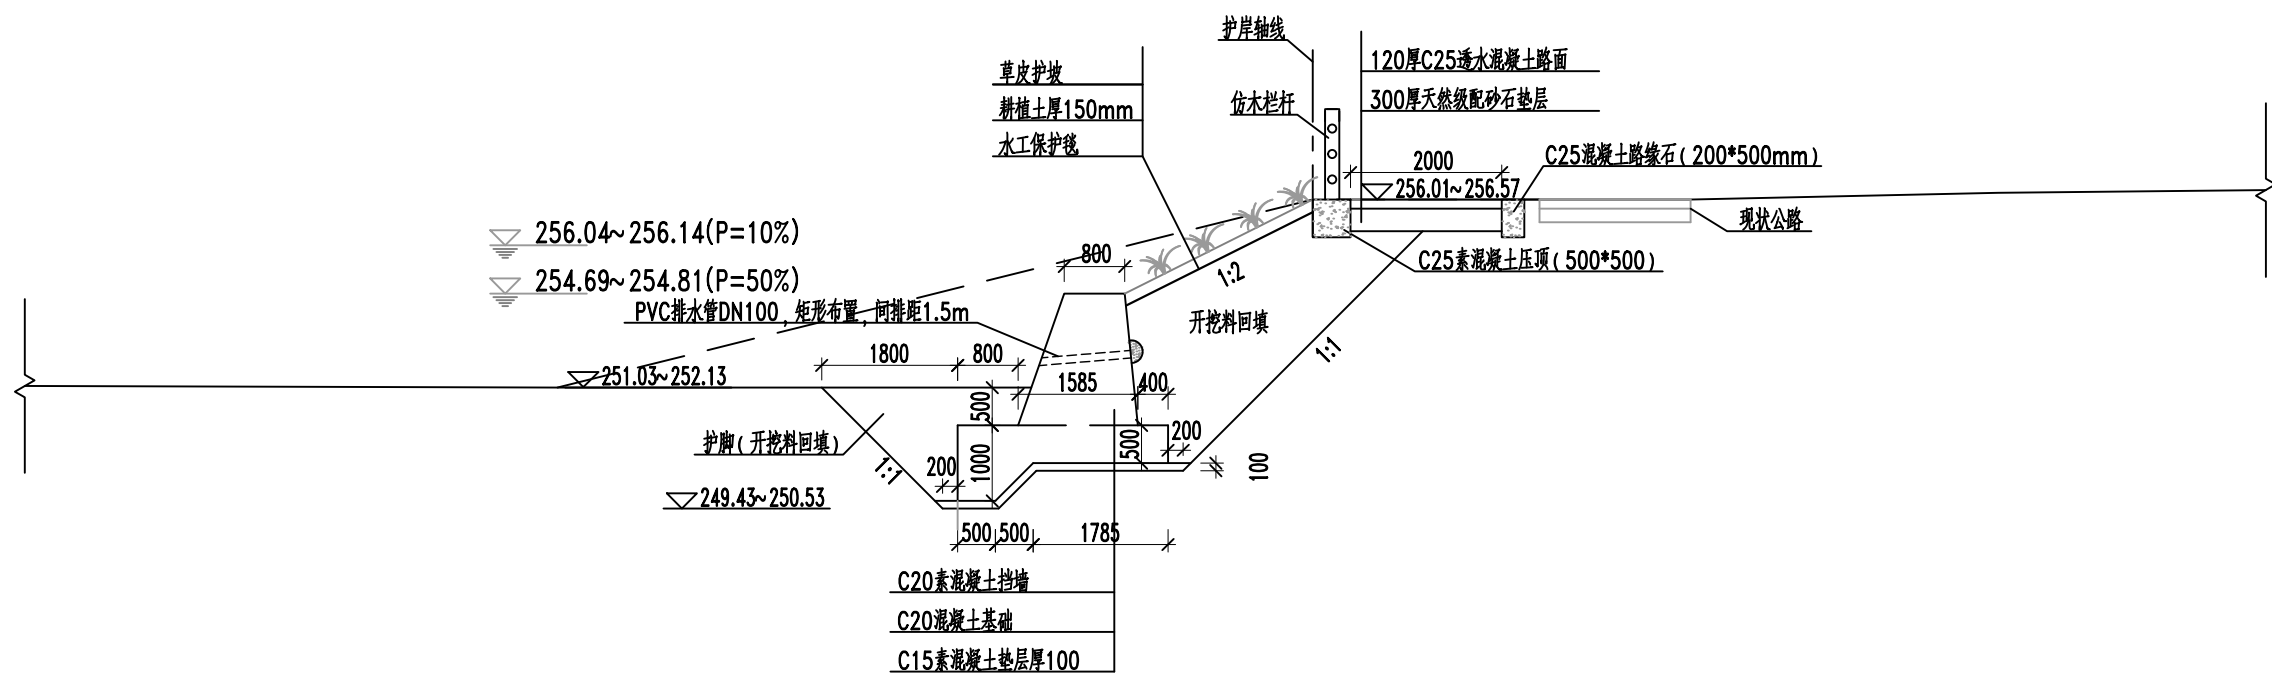 护岸轴线
草皮护坡
耕植土厚150mm
水工保护毯
仿木栏杆
120厚C25透水混凝土路面
300厚天然级配砂石垫层
2000
C25混凝土路缘石(200*500mm)
256.01~256.57
现状公路
C25素混凝土压顶(500*500)
256.04~256.14(P=10%)
254.69~254.81(P=50%)
800
1:2
PVC排水管DN100,矩形布置,间排距1.5m
开挖料回填
1:1
1800
800
251.03~252.13
1585
400
500
护脚(开挖料回填)
1:1
200
1000
500
200
100
249.43~250.53
500
500
1785
C20素混凝土挡墙
C20混凝土基础
C15素混凝土垫层厚100